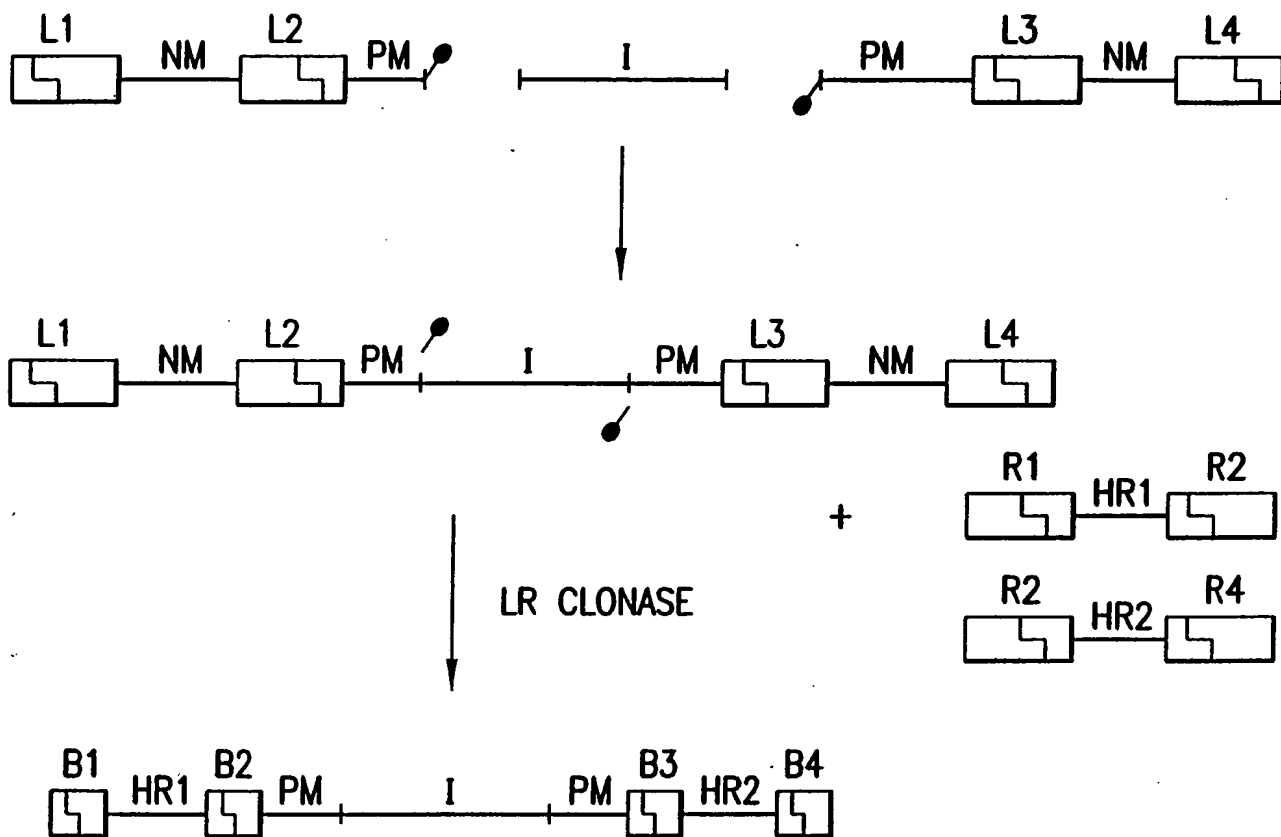 L1 NM L2 PM I PM L3 NM L4
L1 NM L2 PM I PM L3 NM L4
R1 HR1 R2
+
R2 HR2 R4
LR CLONASE
B1 HR1 B2 PM I PM B3 HR2 B4